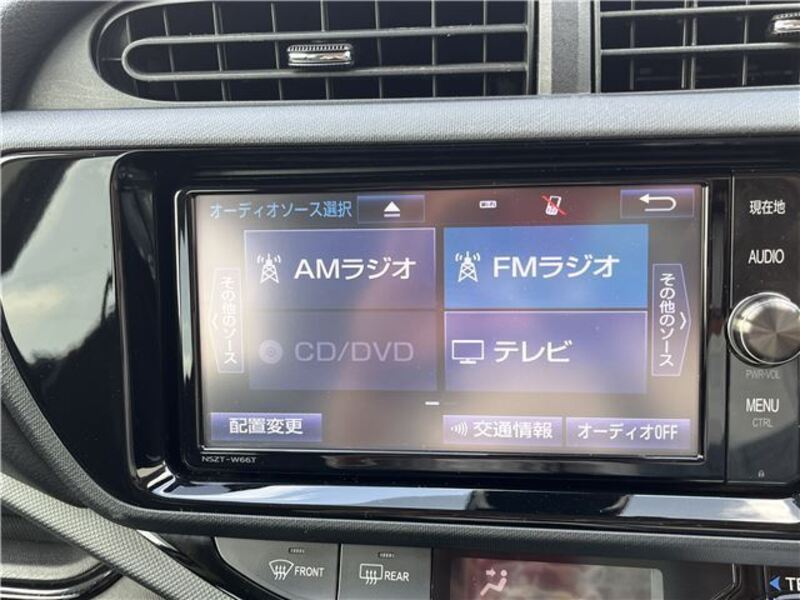 オーディオソース選択
Wi-Fi
現在地
AMラジオ
FMラジオ
AUDIO
その他のソース
その他のソース
CD/DVD
テレビ
PWR·VOL
配置変更
交通情報
オーディオOFF
MENU
CTRL
NSZT-W66T
FRONT
REAR
TE